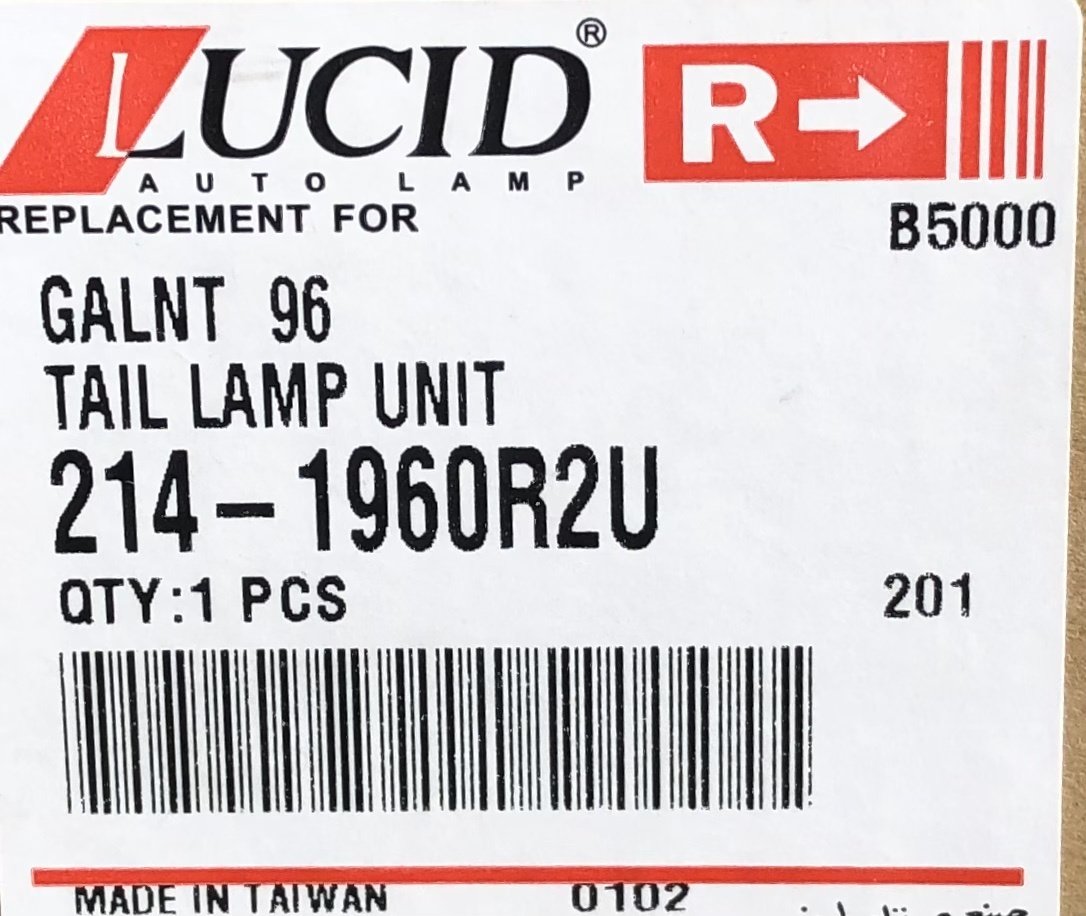 LUCID®
AUTO LAMP
R
REPLACEMENT FOR
B5000
GALNT 96
TAIL LAMP UNIT
214-1960R2U
QTY:1 PCS
201
MADE IN TAIWAN 0102